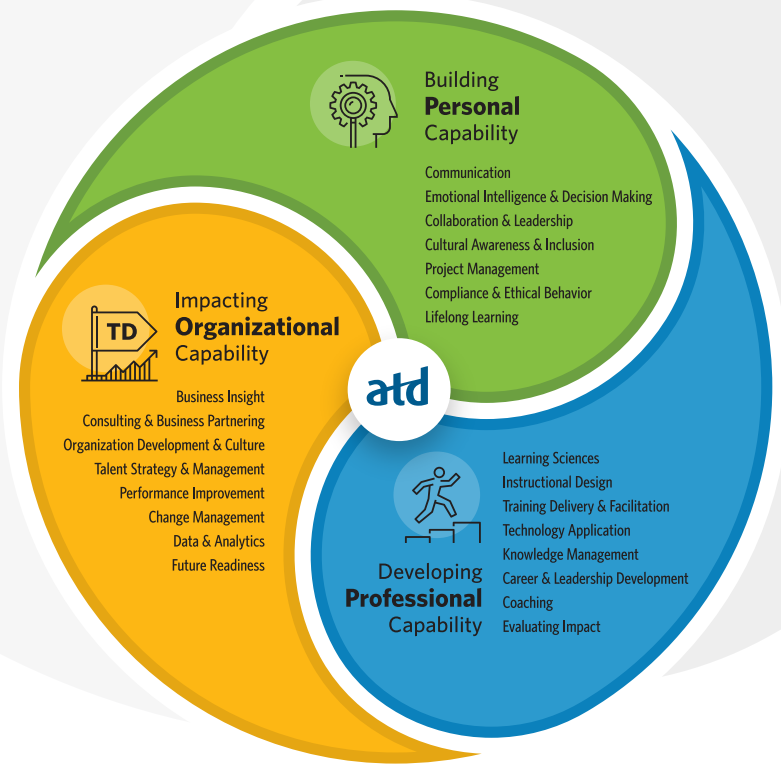 Building
Personal
Capability
Communication
Emotional Intelligence & Decision Making
Collaboration & Leadership
Cultural Awareness & Inclusion
Project Management
Compliance & Ethical Behavior
Lifelong Learning
TD
Impacting
Organizational
Capability
Business Insight
Consulting & Business Partnering
Organization Development & Culture
Talent Strategy & Management
Performance Improvement
Change Management
Data & Analytics
Future Readiness
atd
Developing
Professional
Capability
Learning Sciences
Instructional Design
Training Delivery & Facilitation
Technology Application
Knowledge Management
Career & Leadership Development
Coaching
Evaluating Impact